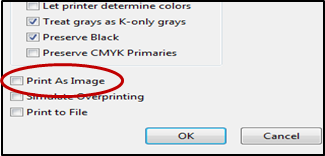 Let printer determine colors
Treat grays as K-only grays
Preserve Black
Preserve CMYK Primaries
Print As Image
Simulate Overprinting
Print to File
OK Cancel